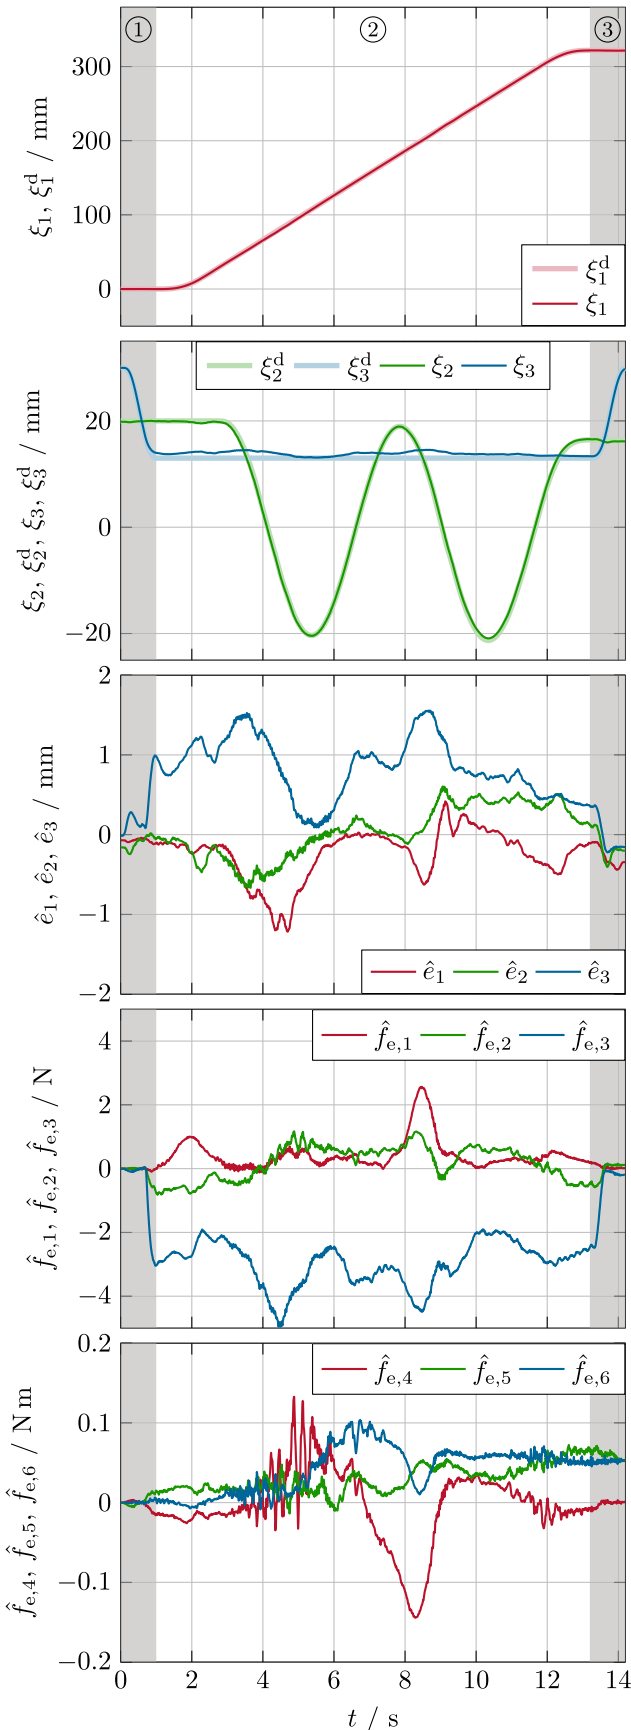 ① ② ③
300
200
100
0
ξ₁, ξ₁ᵈ / mm
ξ₁ᵈ
ξ₁
ξ₂ᵈ ξ₃ᵈ ξ₂ ξ₃
20
0
−20
ξ₂, ξ₂ᵈ, ξ₃, ξ₃ᵈ / mm
2
1
0
−1
−2
ê₁, ê₂, ê₃ / mm
ê₁ ê₂ ê₃
f̂e,1 f̂e,2 f̂e,3
4
2
0
−2
−4
f̂e,1, f̂e,2, f̂e,3 / N
f̂e,4 f̂e,5 f̂e,6
0.2
0.1
0
−0.1
−0.2
f̂e,4, f̂e,5, f̂e,6 / N m
0 2 4 6 8 10 12 14
t / s